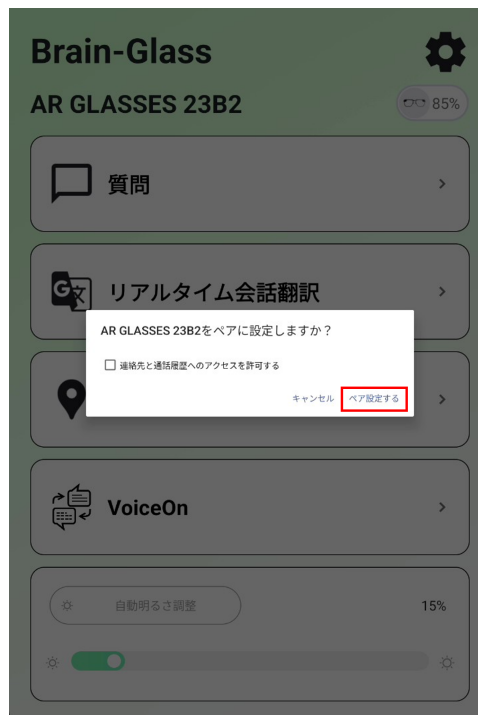 Brain-Glass
AR GLASSES 23B2
85%
質問
リアルタイム会話翻訳
AR GLASSES 23B2をペアに設定しますか？
連絡先と通話履歴へのアクセスを許可する
キャンセル ペア設定する
VoiceOn
自動明るさ調整 15%